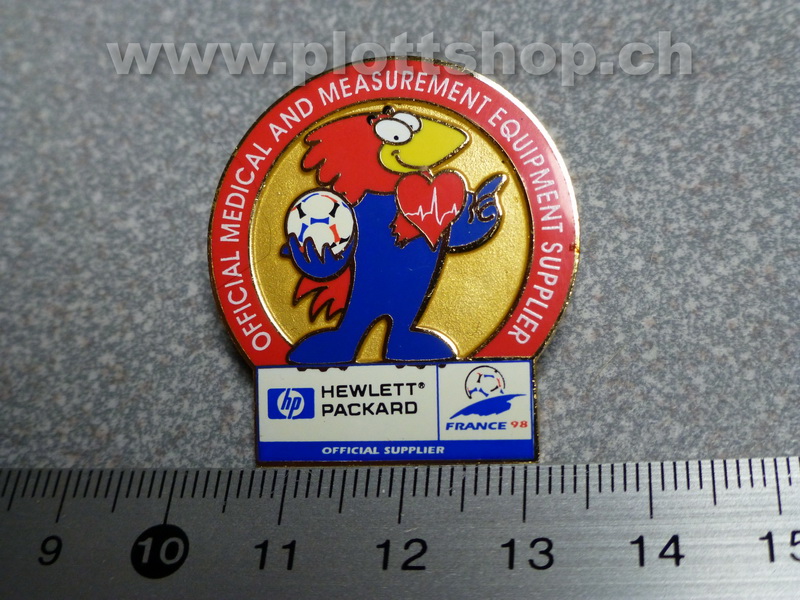 www.plottshop.ch
OFFICIAL MEDICAL AND MEASUREMENT EQUIPMENT SUPPLIER
hp
HEWLETT®
PACKARD
FRANCE 98
OFFICIAL SUPPLIER
9 10 11 12 13 14 15